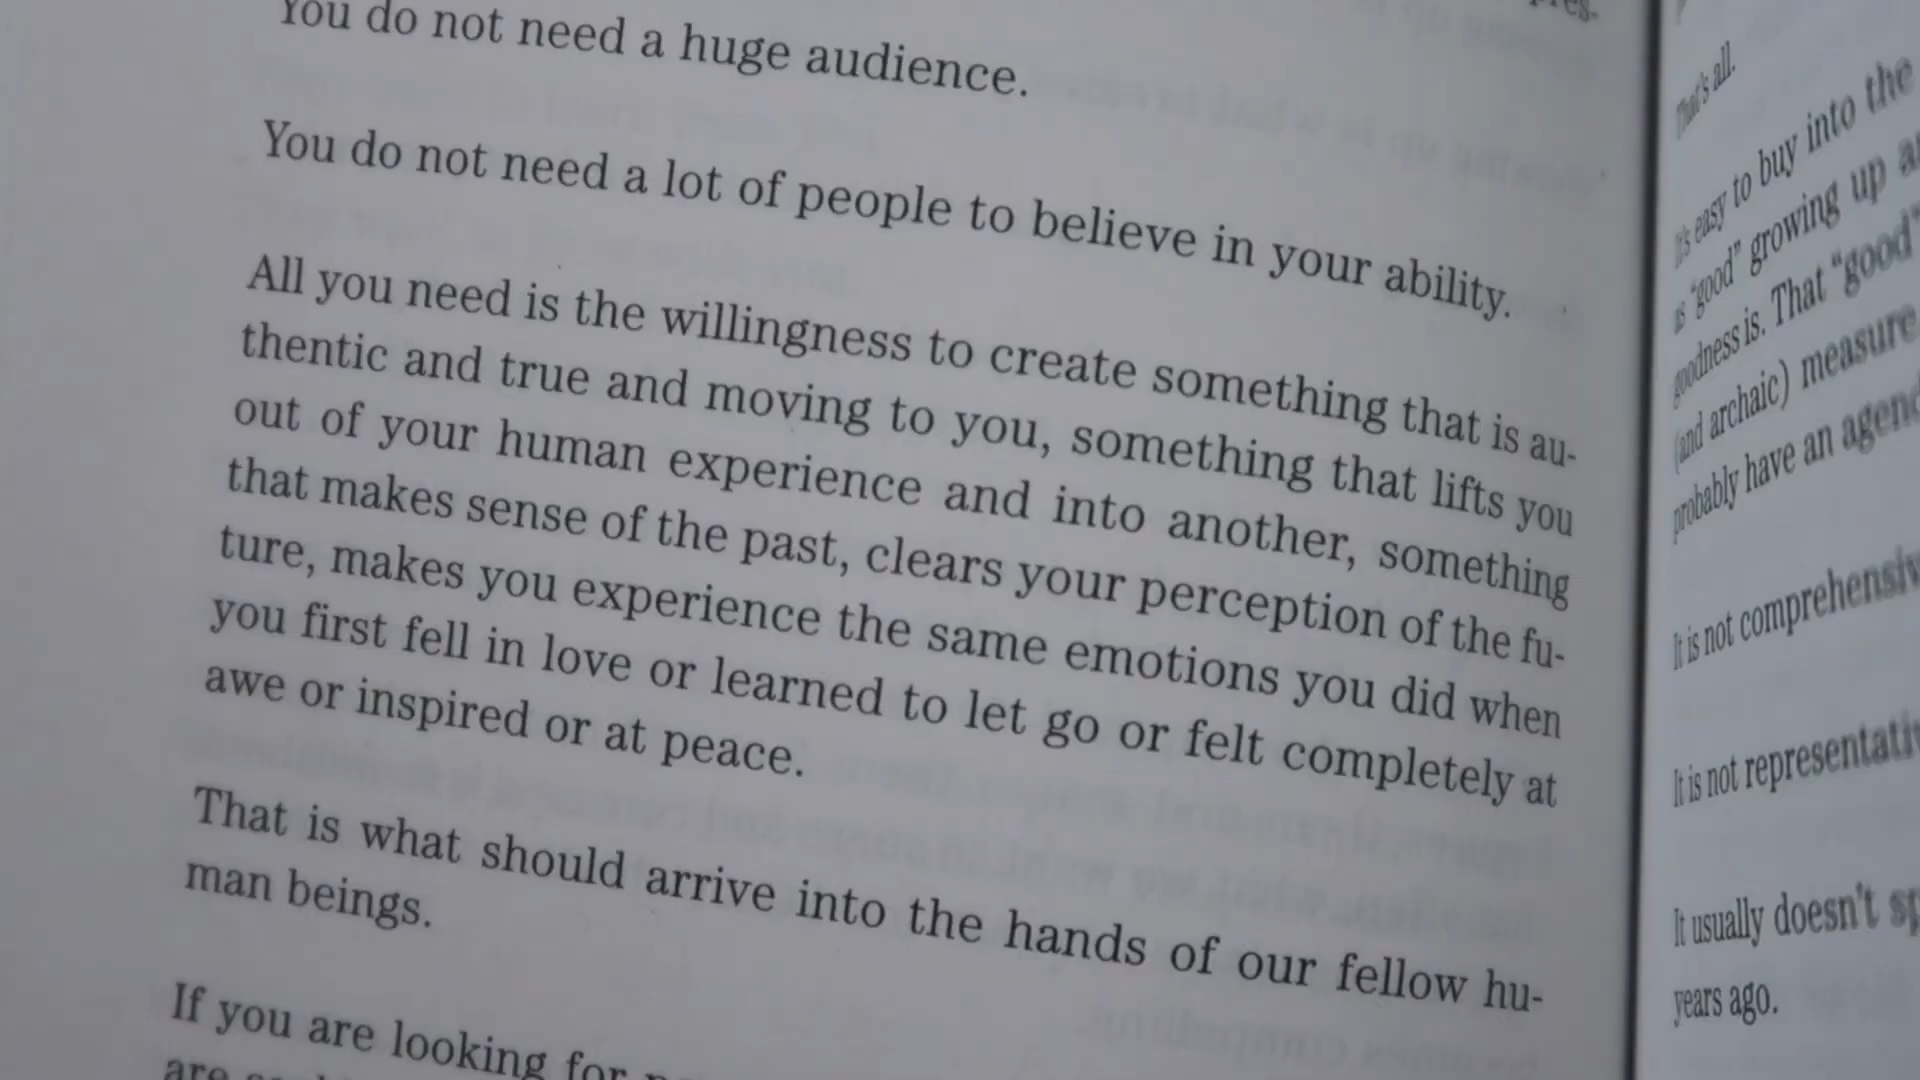 You do not need a huge audience.
You do not need a lot of people to believe in your ability.
All you need is the willingness to create something that is au-
thentic and true and moving to you, something that lifts you
out of your human experience and into another, something
that makes sense of the past, clears your perception of the fu-
ture, makes you experience the same emotions you did when
you first fell in love or learned to let go or felt completely at
awe or inspired or at peace.
That is what should arrive into the hands of our fellow hu-
man beings.
If you are looking for
are
That's all.
It's easy to buy into the
as "good" growing up
goodness is. That "good"
(and archaic) measure
probably have an
It is not
It is not
It usually doesn't
years ago.